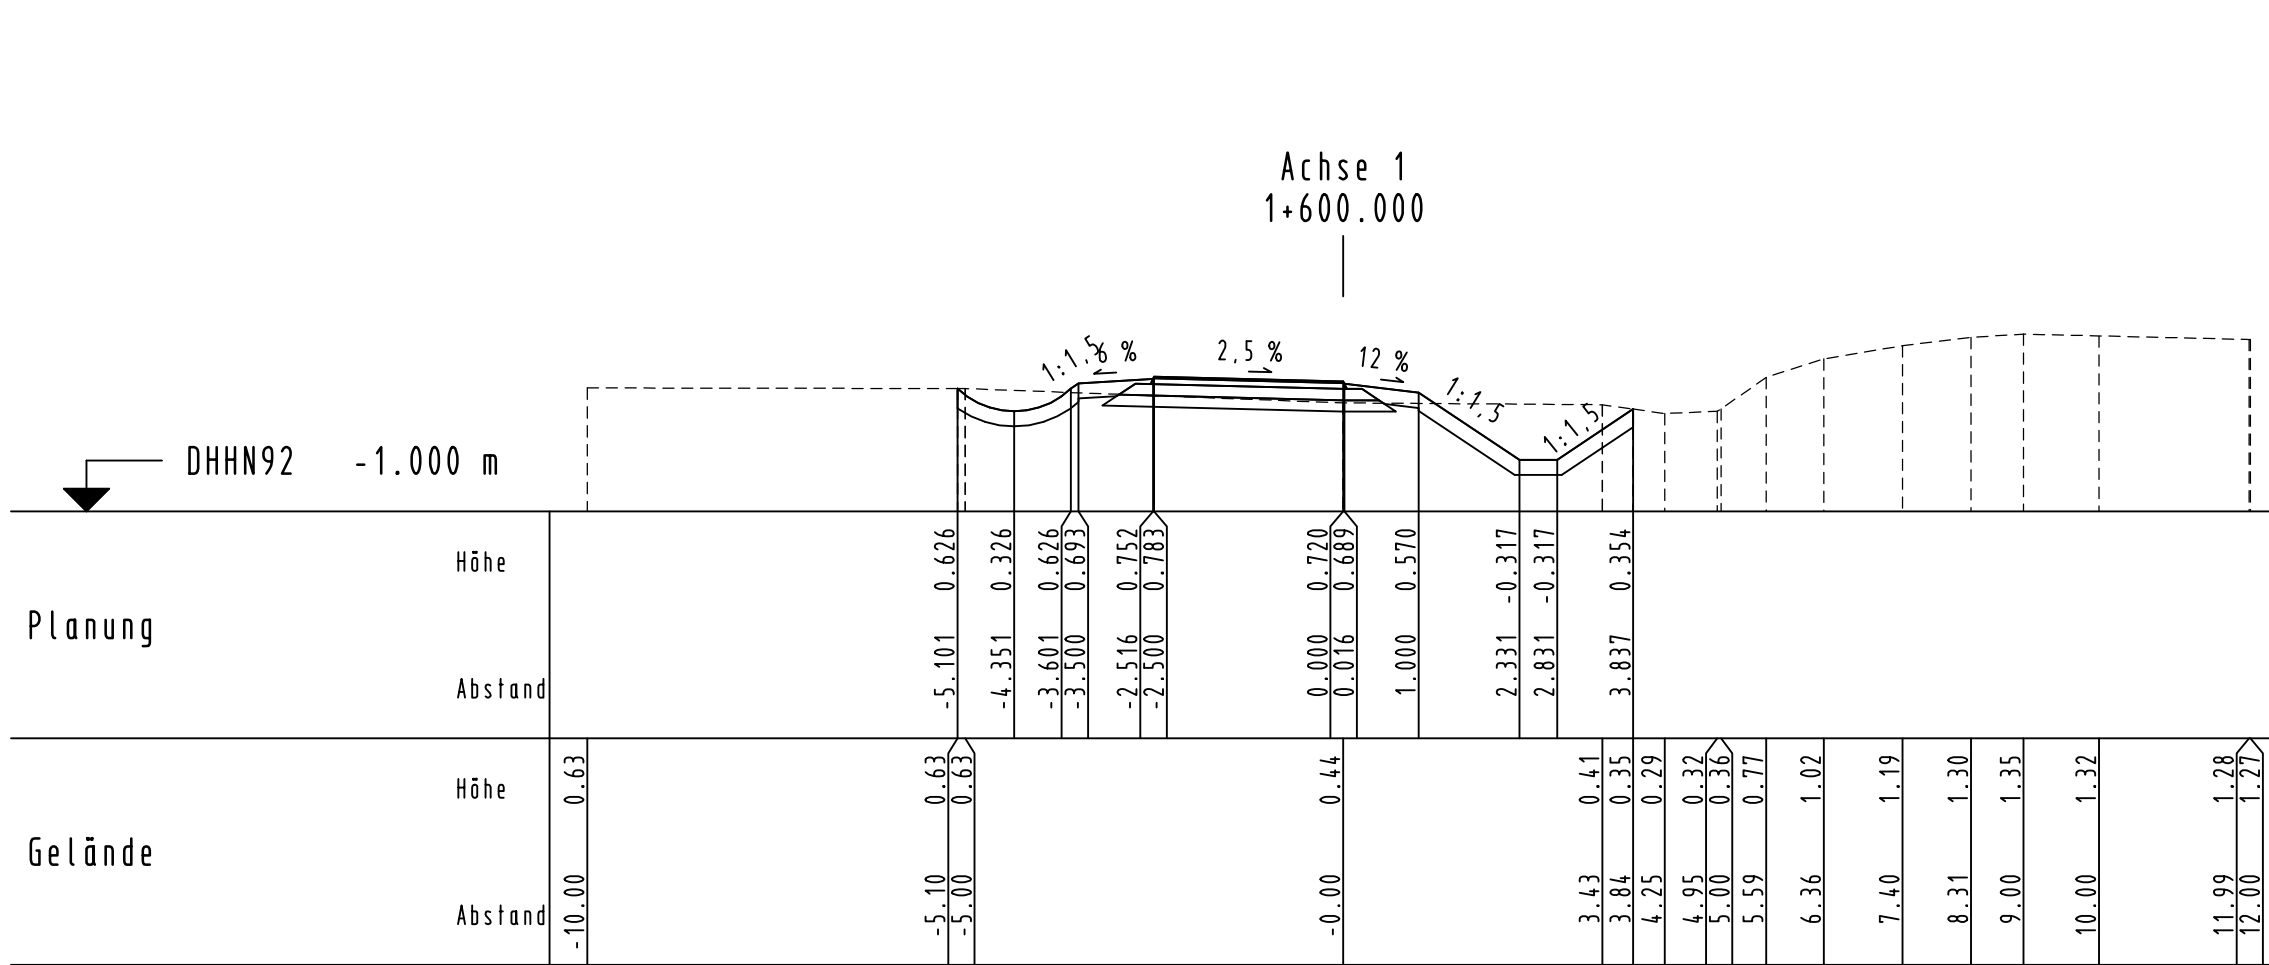 Achse 1
1+600.000
1:1,5
6 %
2,5 %
12 %
1:1,5
1:1,5
DHHN92 -1.000 m
Planung
Höhe
0.626 0.326 0.626 0.693 0.752 0.783 0.720 0.689 0.570 -0.317 -0.317 0.354
Abstand
-5.101 -4.351 -3.601 -3.500 -2.516 -2.500 0.000 0.016 1.000 2.331 2.831 3.837
Gelände
Höhe
0.63 0.63 0.63 0.44 0.41 0.35 0.29 0.32 0.36 0.77 1.02 1.19 1.30 1.35 1.32 1.28 1.27
Abstand
-10.00 -5.10 -5.00 -0.00 3.43 3.84 4.25 4.95 5.00 5.59 6.36 7.40 8.31 9.00 10.00 11.99 12.00